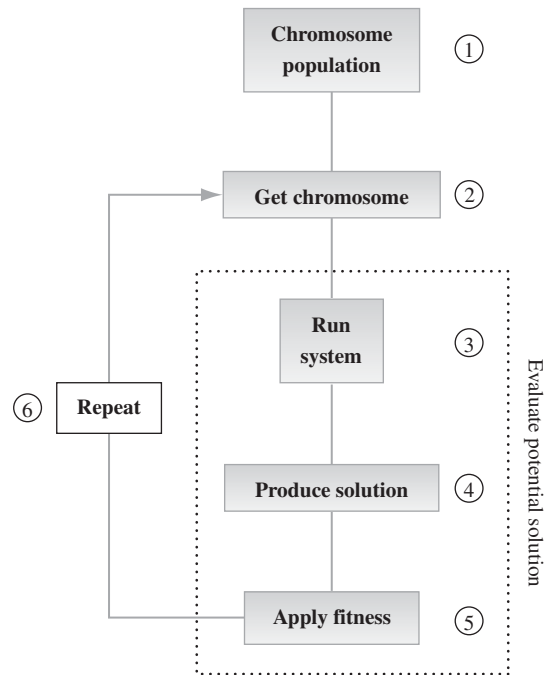 Chromosome
population
1
Get chromosome
2
Run
system
3
Evaluate potential solution
6
Repeat
Produce solution
4
Apply fitness
5